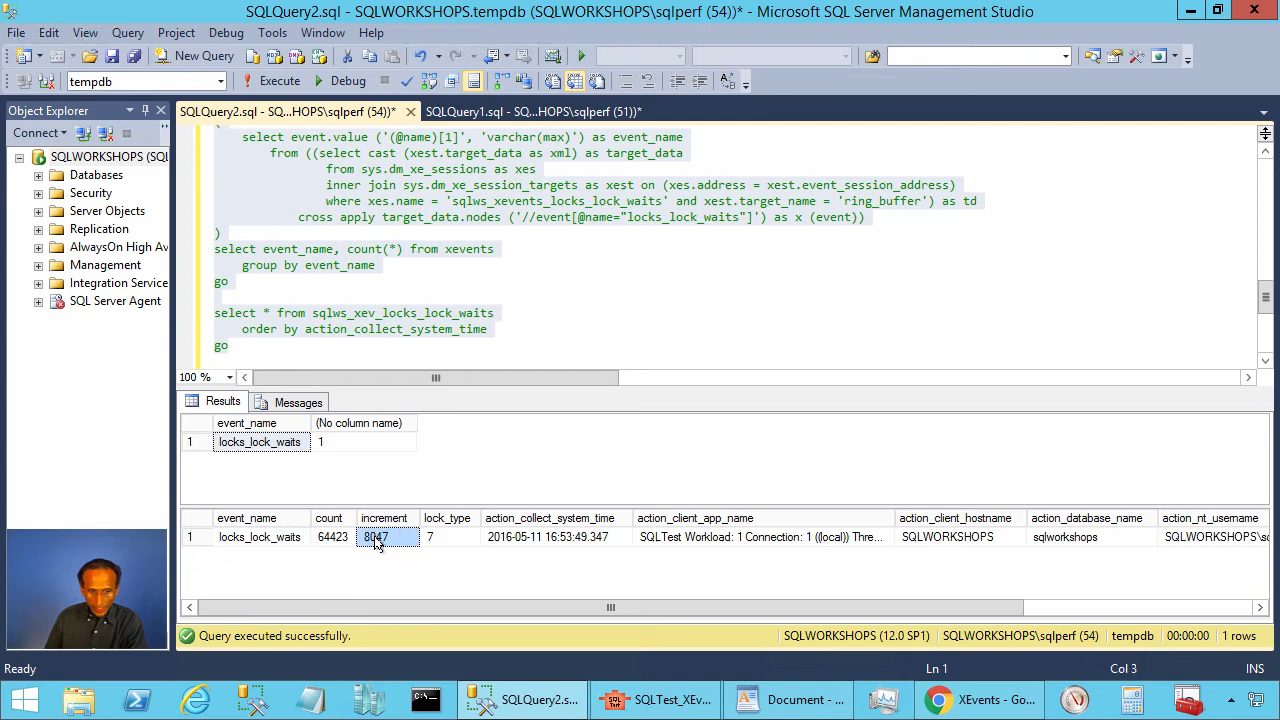 SQLQuery2.sql - SQLWORKSHOPS.tempdb (SQLWORKSHOPS\sqlperf (54))* - Microsoft SQL Server Management Studio
File Edit View Query Project Debug Tools Window Help
New Query
tempdb Execute Debug
Object Explorer
SQLQuery2.sql - SQ...HOPS\sqlperf (54))* SQLQuery1.sql - SQ...HOPS\sqlperf (51))*
Connect
SQLWORKSHOPS (SQL
Databases
Security
Server Objects
Replication
AlwaysOn High Av
Management
Integration Service
SQL Server Agent
(
select event.value ('(@name)[1]', 'varchar(max)') as event_name
from ((select cast (xest.target_data as xml) as target_data
from sys.dm_xe_sessions as xes
inner join sys.dm_xe_session_targets as xest on (xes.address = xest.event_session_address)
where xes.name = 'sqlws_xevents_locks_lock_waits' and xest.target_name = 'ring_buffer') as td
cross apply target_data.nodes ('//event[@name="locks_lock_waits"]') as x (event))
)
select event_name, count(*) from xevents
group by event_name
go
select * from sqlws_xev_locks_lock_waits
order by action_collect_system_time
go
100 %
Results Messages
event_name (No column name)
1 locks_lock_waits 1
event_name count increment lock_type action_collect_system_time action_client_app_name action_client_hostname action_database_name action_nt_username
1 locks_lock_waits 64423 8047 7 2016-05-11 16:53:49.347 SQLTest Workload: 1 Connection: 1 ((local)) Thre... SQLWORKSHOPS sqlworkshops SQLWORKSHOPS\sq
Query executed successfully. SQLWORKSHOPS (12.0 SP1) SQLWORKSHOPS\sqlperf (54) tempdb 00:00:00 1 rows
Ready Ln 1 Col 3 INS
SQLQuery2.s... SQLTest_XEv... Document - ... XEvents - Go...